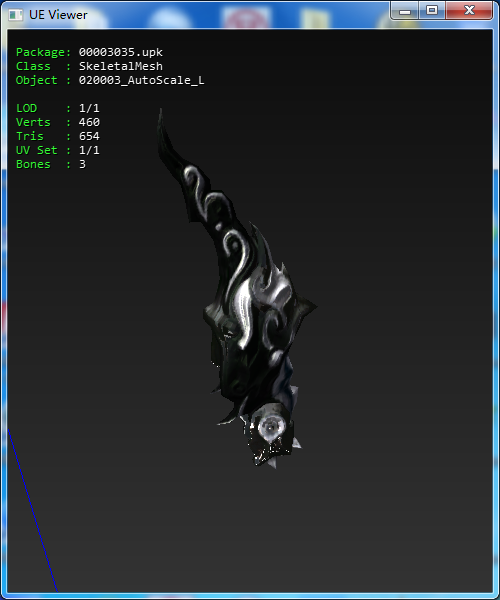 UE Viewer
Package: 00003035.upk
Class  : SkeletalMesh
Object : 020003_AutoScale_L
LOD    : 1/1
Verts  : 460
Tris   : 654
UV Set : 1/1
Bones  : 3